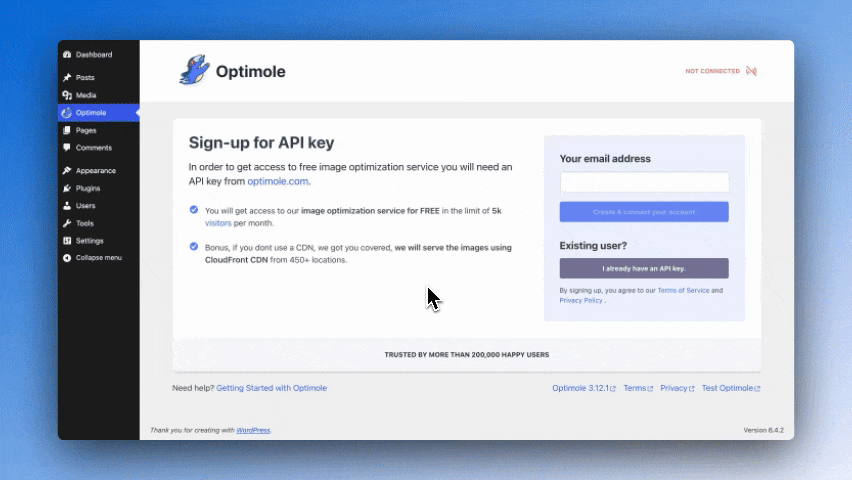 Dashboard
Posts
Media
Optimole
Pages
Comments
Appearance
Plugins
Users
Tools
Settings
Collapse menu
Optimole
NOT CONNECTED
Sign-up for API key
In order to get access to free image optimization service you will need an
API key from optimole.com.
You will get access to our image optimization service for FREE in the limit of 5k
visitors per month.
Bonus, if you dont use a CDN, we got you covered, we will serve the images using
CloudFront CDN from 450+ locations.
Your email address
Create & connect your account
Existing user?
I already have an API key.
By signing up, you agree to our Terms of Service and
Privacy Policy .
TRUSTED BY MORE THAN 200,000 HAPPY USERS
Need help? Getting Started with Optimole
Optimole 3.12.1 Terms Privacy Test Optimole
Thank you for creating with WordPress.
Version 6.4.2